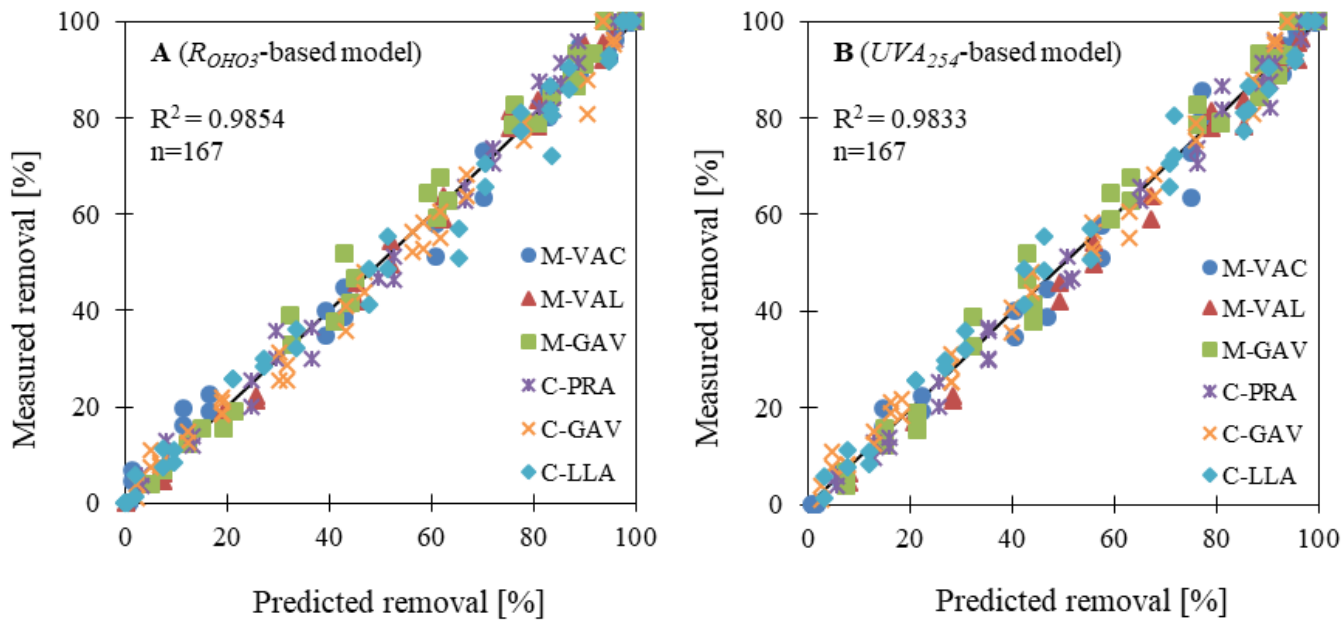 A (R_OHO3-based model)
R² = 0.9854
n=167
Measured removal [%]
100
80
60
40
20
0
0 20 40 60 80 100
Predicted removal [%]
M-VAC
M-VAL
M-GAV
C-PRA
C-GAV
C-LLA
B (UVA_254-based model)
R² = 0.9833
n=167
Measured removal [%]
100
80
60
40
20
0
0 20 40 60 80 100
Predicted removal [%]
M-VAC
M-VAL
M-GAV
C-PRA
C-GAV
C-LLA